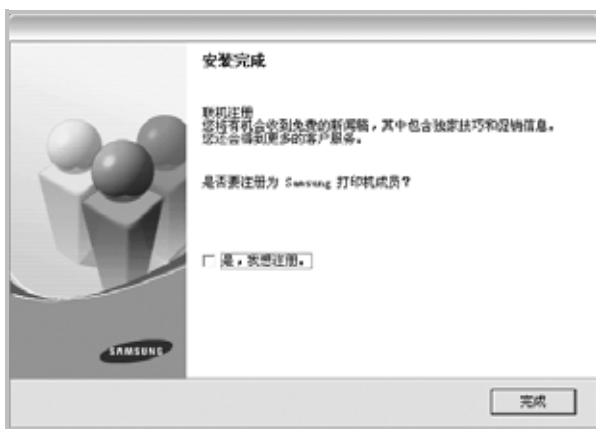 安装完成
联机注册
您将有机会收到免费的新闻稿，其中包含独家技巧和促销信息。
您还会得到更多的客户服务。
是否要注册为 Samsung 打印机成员？
是，我想注册。
SAMSUNG
完成